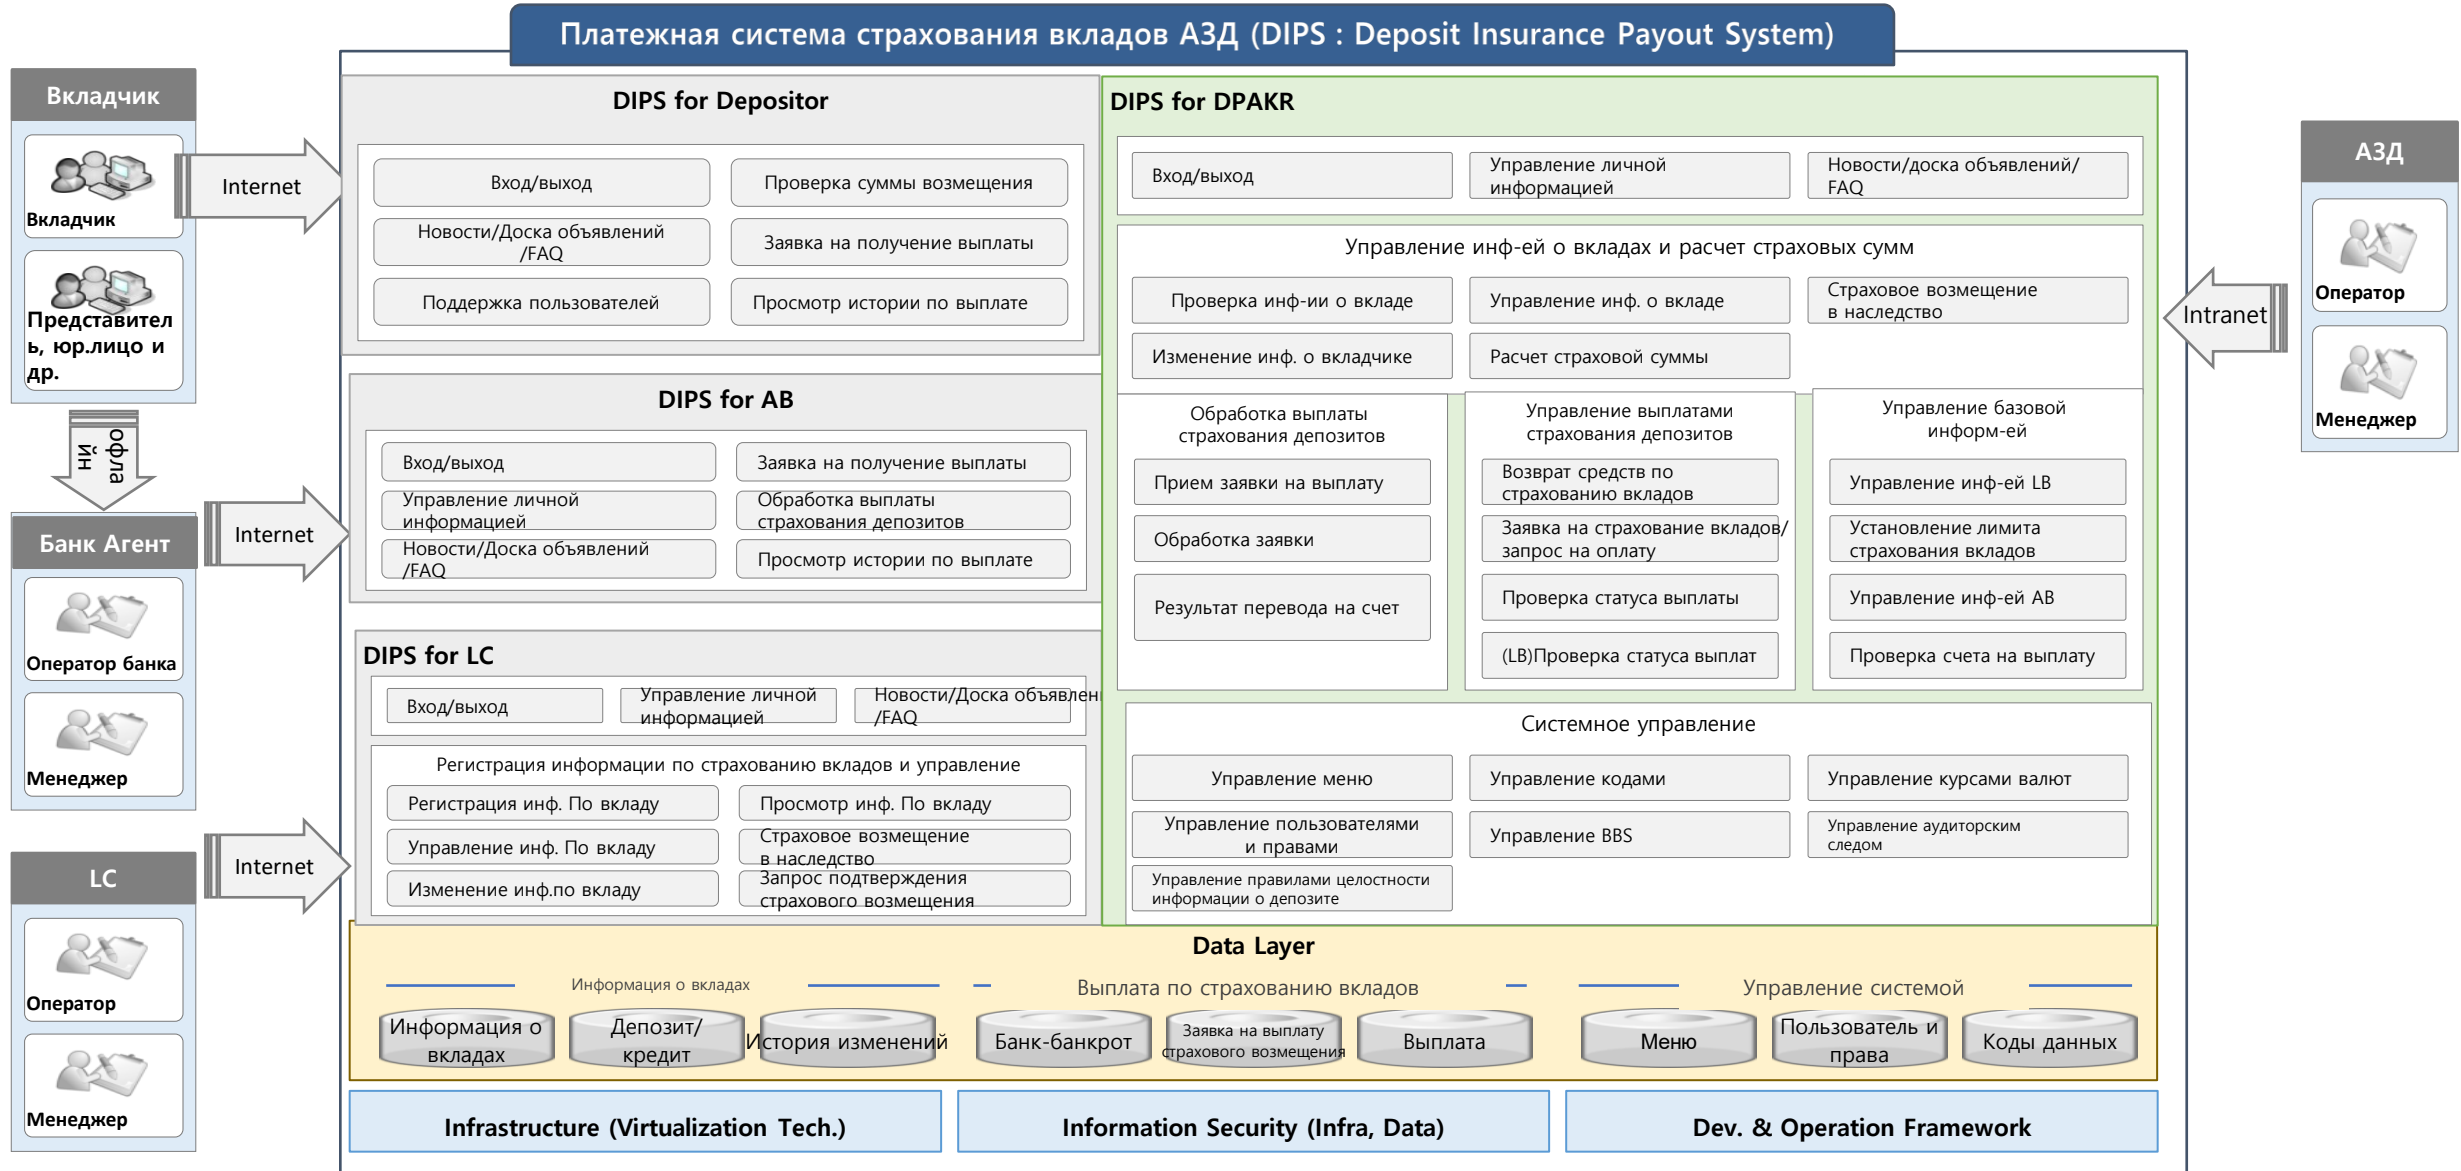 Платежная система страхования вкладов АЗД (DIPS : Deposit Insurance Payout System)
Вкладчик
Вкладчик
Представител
ь, юр.лицо и
др.
офла
йн
Банк Агент
Оператор банка
Менеджер
LC
Оператор
Менеджер
Internet
Internet
Internet
DIPS for Depositor
Вход/выход
Проверка суммы возмещения
Новости/Доска объявлений
/FAQ
Заявка на получение выплаты
Поддержка пользователей
Просмотр истории по выплате
DIPS for AB
Вход/выход
Заявка на получение выплаты
Управление личной
информацией
Обработка выплаты
страхования депозитов
Новости/Доска объявлений
/FAQ
Просмотр истории по выплате
DIPS for LC
Вход/выход
Управление личной
информацией
Новости/Доска объявлен
/FAQ
Регистрация информации по страхованию вкладов и управление
Регистрация инф. По вкладу
Просмотр инф. По вкладу
Управление инф. По вкладу
Страховое возмещение
в наследство
Изменение инф.по вкладу
Запрос подтверждения
страхового возмещения
DIPS for DPAKR
Вход/выход
Управление личной
информацией
Новости/доска объявлений/
FAQ
Управление инф-ей о вкладах и расчет страховых сумм
Проверка инф-ии о вкладе
Управление инф. о вкладе
Страховое возмещение
в наследство
Изменение инф. о вкладчике
Расчет страховой суммы
Обработка выплаты
страхования депозитов
Прием заявки на выплату
Обработка заявки
Результат перевода на счет
Управление выплатами
страхования депозитов
Возврат средств по
страхованию вкладов
Заявка на страхование вкладов/
запрос на оплату
Проверка статуса выплаты
(LB)Проверка статуса выплат
Управление базовой
информ-ей
Управление инф-ей LB
Установление лимита
страхования вкладов
Управление инф-ей AB
Проверка счета на выплату
Системное управление
Управление меню
Управление кодами
Управление курсами валют
Управление пользователями
и правами
Управление BBS
Управление аудиторским
следом
Управление правилами целостности
информации о депозите
Intranet
АЗД
Оператор
Менеджер
Data Layer
Информация о вкладах
Выплата по страхованию вкладов
Управление системой
Информация о
вкладах
Депозит/
кредит
История изменений
Банк-банкрот
Заявка на выплату
страхового возмещения
Выплата
Меню
Пользователь и
права
Коды данных
Infrastructure (Virtualization Tech.)
Information Security (Infra, Data)
Dev. & Operation Framework